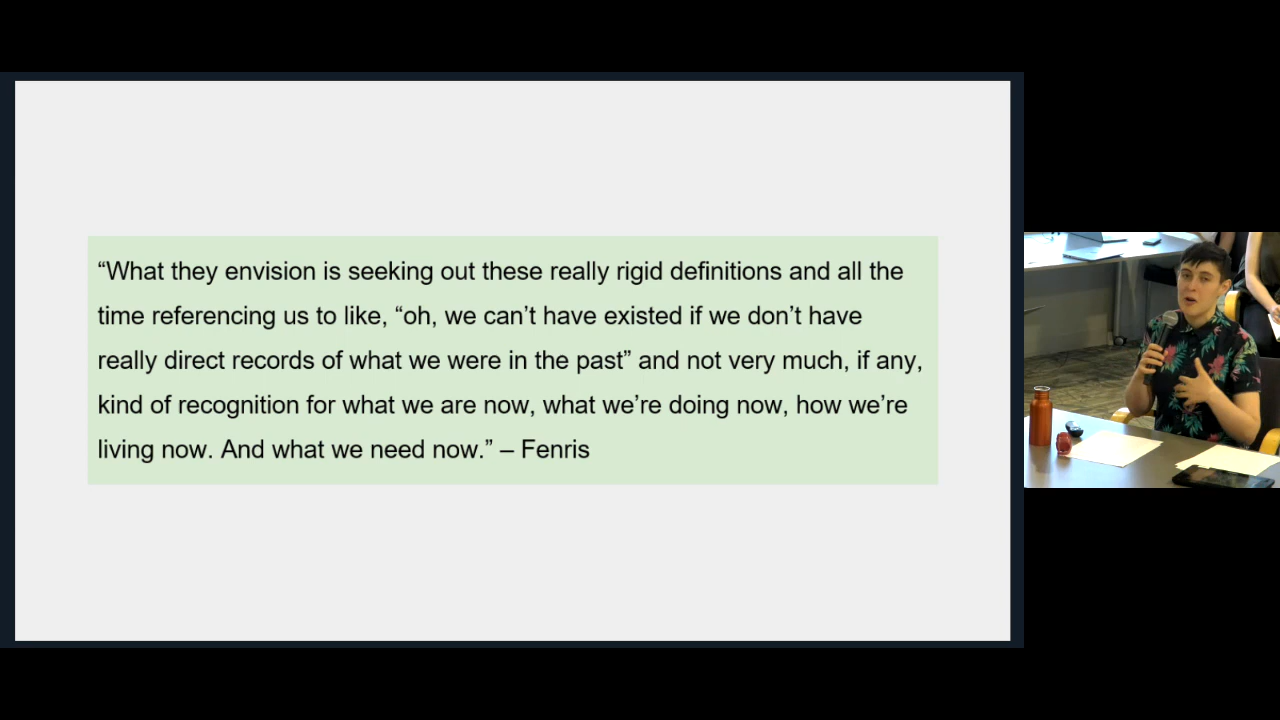 “What they envision is seeking out these really rigid definitions and all the
time referencing us to like, “oh, we can’t have existed if we don’t have
really direct records of what we were in the past” and not very much, if any,
kind of recognition for what we are now, what we’re doing now, how we’re
living now. And what we need now.” – Fenris